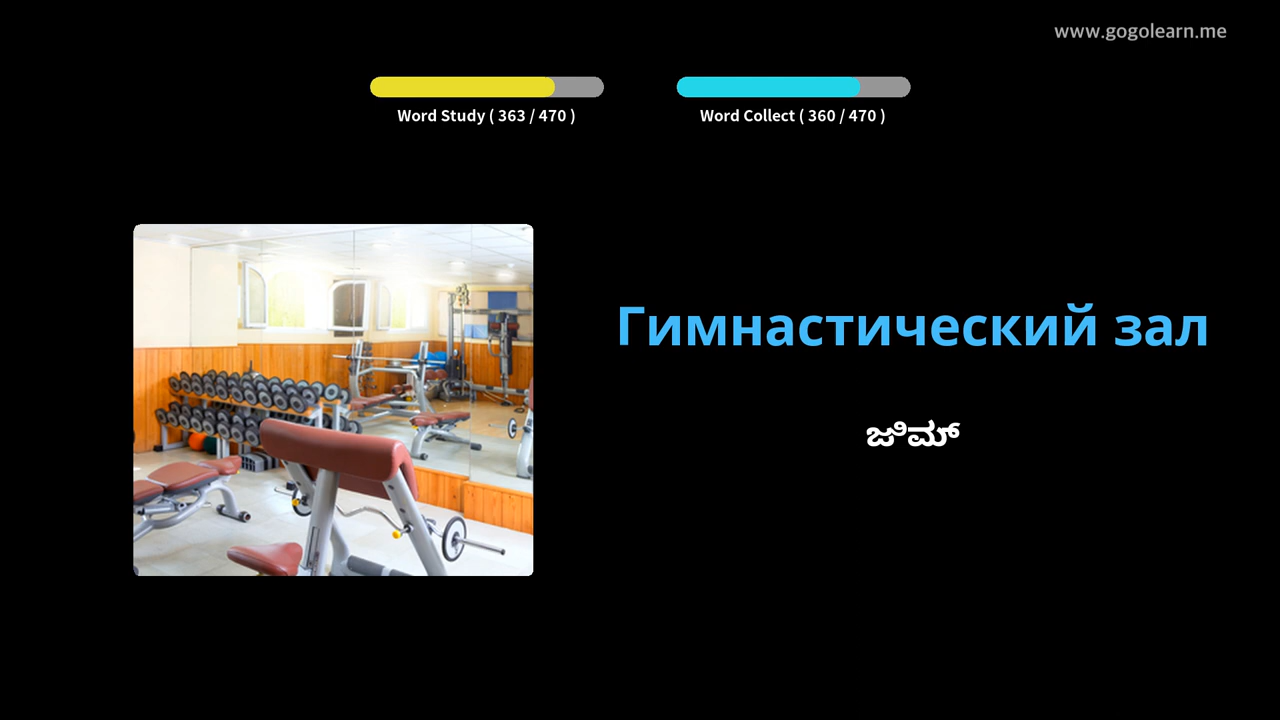 www.gogolearn.me
Word Study ( 363 / 470 )
Word Collect ( 360 / 470 )
Гимнастический зал
ಜಿಮ್